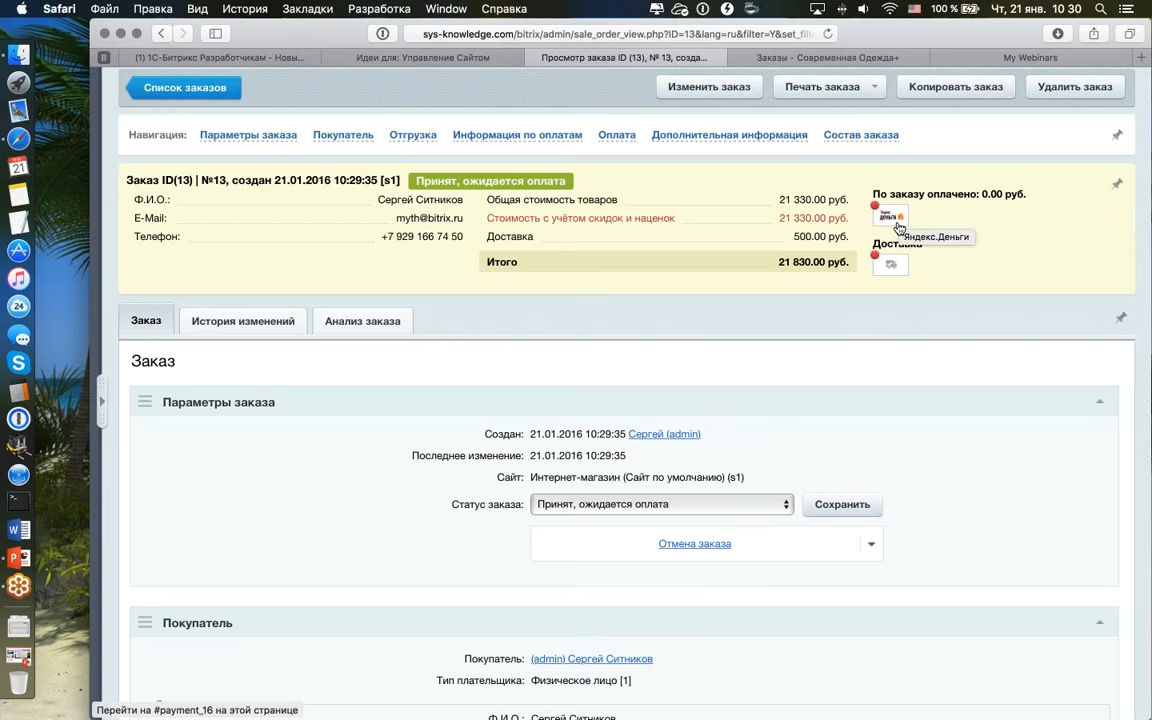 Safari Файл Правка Вид История Закладки Разработка Window Справка 100 % Чт, 21 янв. 10 30
sys-knowledge.com/bitrix/admin/sale_order_view.php?ID=13&lang=ru&filter=Y&set_filt
(1) 1С-Битрикс Разработчикам - Новы... Идеи для: Управление Сайтом Просмотр заказа ID (13), № 13, созда... Заказы - Современная Одежда+ My Webinars
Список заказов Изменить заказ Печать заказа Копировать заказ Удалить заказ
Навигация: Параметры заказа Покупатель Отгрузка Информация по оплатам Оплата Дополнительная информация Состав заказа
Заказ ID(13) | №13, создан 21.01.2016 10:29:35 [s1] Принят, ожидается оплата
По заказу оплачено: 0.00 руб.
Ф.И.О.: Сергей Ситников Общая стоимость товаров 21 330.00 руб.
E-Mail: myth@bitrix.ru Стоимость с учётом скидок и наценок 21 330.00 руб.
Яндекс
ДЕНЬГИ
Телефон: +7 929 166 74 50 Доставка 500.00 руб. Яндекс.Деньги
Доставка
Итого 21 830.00 руб.
Заказ История изменений Анализ заказа
Заказ
Параметры заказа
Создан: 21.01.2016 10:29:35 Сергей (admin)
Последнее изменение: 21.01.2016 10:29:35
Сайт: Интернет-магазин (Сайт по умолчанию) (s1)
Статус заказа: Принят, ожидается оплата Сохранить
Отмена заказа
Покупатель
Покупатель: (admin) Сергей Ситников
Тип плательщика: Физическое лицо [1]
Перейти на #payment_16 на этой странице
Ф.И.О.: Сергей Ситников
21
24